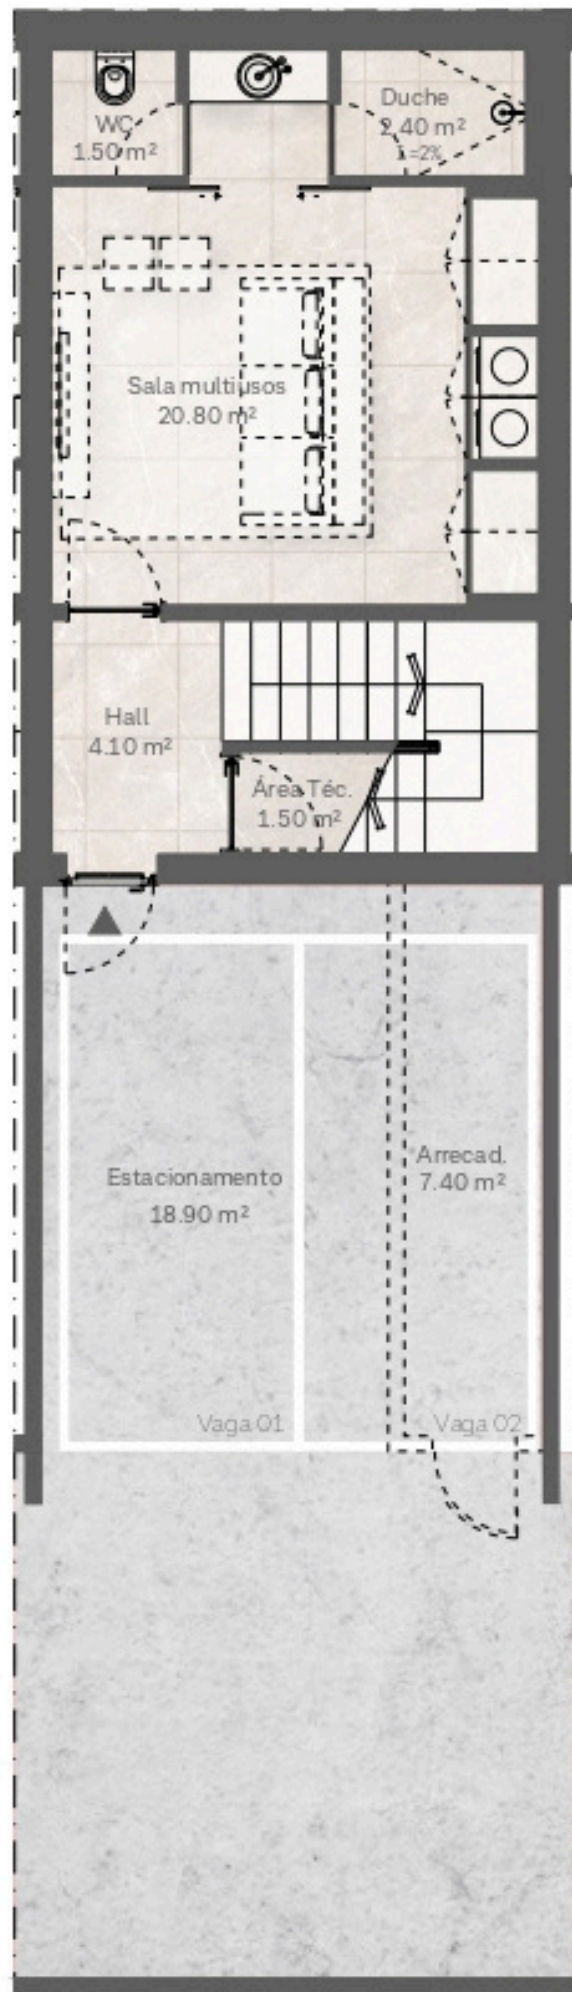 WC
1.50 m²
Duche
2.40 m²
i=2%
Sala multiusos
20.80 m²
Hall
4.10 m²
Área Téc.
1.50 m²
Estacionamento
18.90 m²
Arrecad.
7.40 m²
Vaga 01
Vaga 02